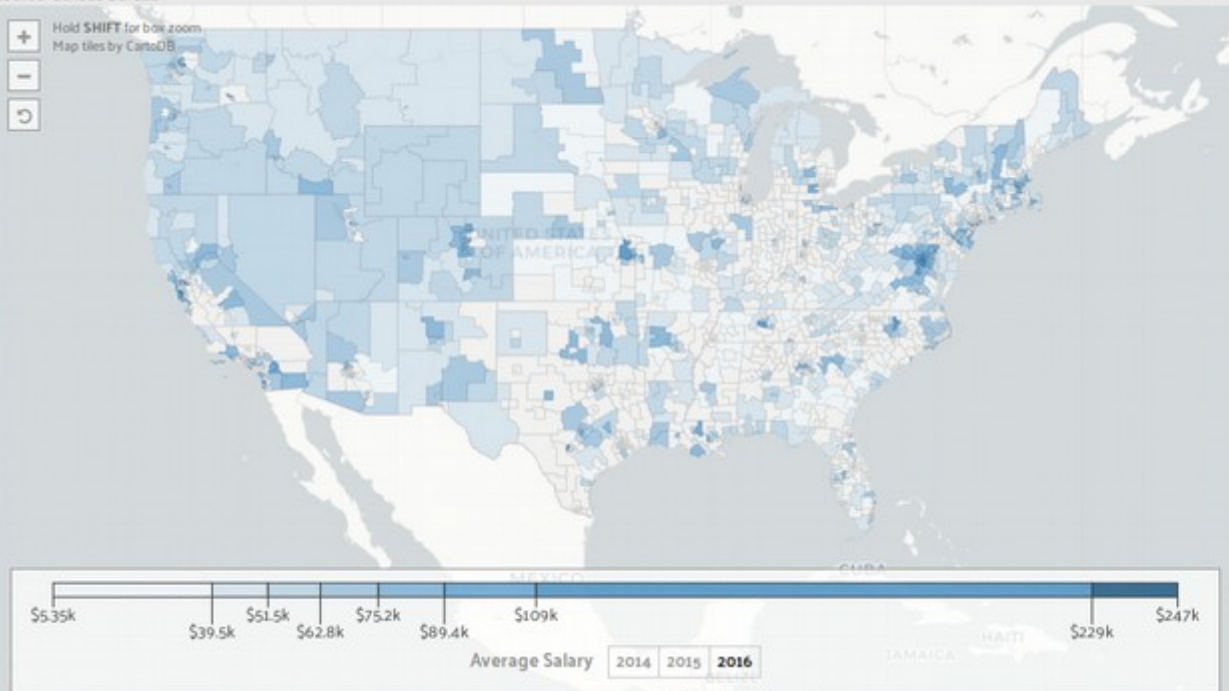 +
Hold SHIFT for box zoom
Map tiles by CartoDB
−
UNITED STATES
OF AMERICA
CUBA
MEXICO
$5.35k
$39.5k
$51.5k
$62.8k
$75.2k
$89.4k
$109k
$229k
$247k
HAITI
JAMAICA
Average Salary 2014 2015 2016
BELIZE